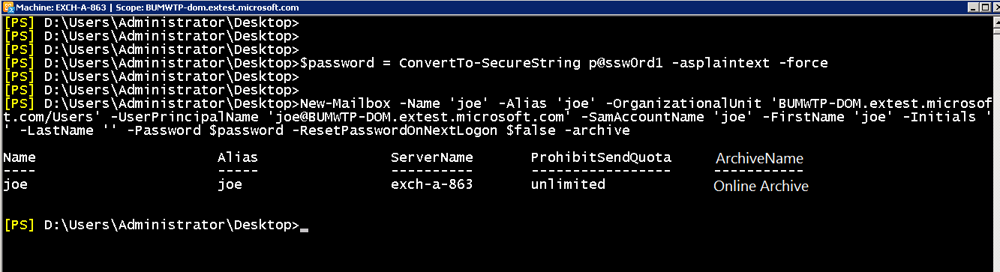 Machine: EXCH-A-863 | Scope: BUMWTP-dom.extest.microsoft.com
[PS] D:\Users\Administrator\Desktop>
[PS] D:\Users\Administrator\Desktop>
[PS] D:\Users\Administrator\Desktop>
[PS] D:\Users\Administrator\Desktop>$password = ConvertTo-SecureString p@ssw0rd1 -asplaintext -force
[PS] D:\Users\Administrator\Desktop>
[PS] D:\Users\Administrator\Desktop>
[PS] D:\Users\Administrator\Desktop>New-Mailbox -Name 'joe' -Alias 'joe' -OrganizationalUnit 'BUMWTP-DOM.extest.microsof
t.com/Users' -UserPrincipalName 'joe@BUMWTP-DOM.extest.microsoft.com' -SamAccountName 'joe' -FirstName 'joe' -Initials '
' -LastName '' -Password $password -ResetPasswordOnNextLogon $false -archive
Name Alias ServerName ProhibitSendQuota ArchiveName
---- ----- ---------- ----------------- -----------
joe joe exch-a-863 unlimited Online Archive
[PS] D:\Users\Administrator\Desktop>